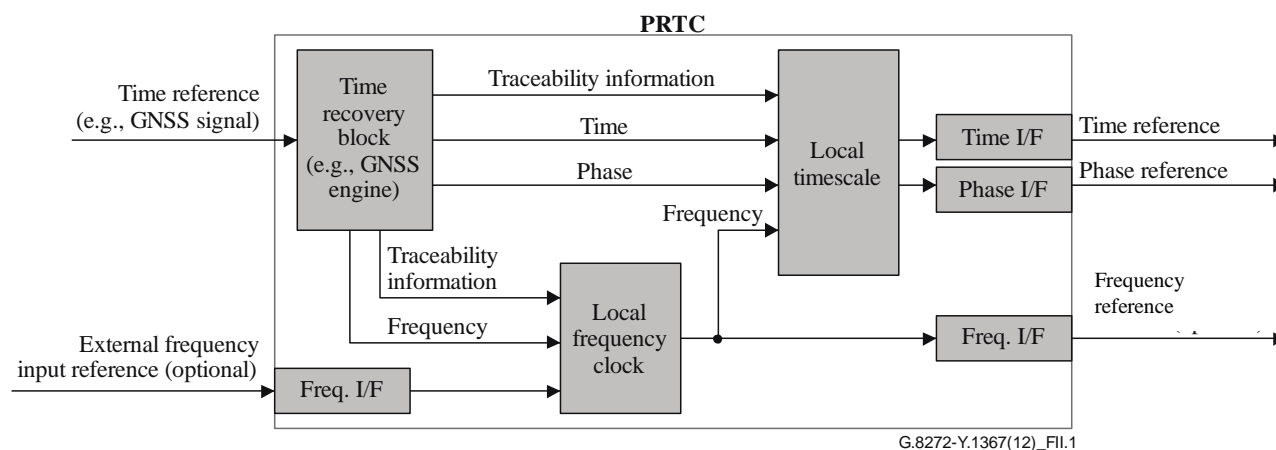 PRTC
Time reference
(e.g., GNSS signal)
Time
recovery
block
(e.g., GNSS
engine)
Traceability information
Time
Phase
Frequency
Local
timescale
Time I/F
Time reference
Phase I/F
Phase reference
Traceability
information
Frequency
Local
frequency
clock
Frequency
reference
Freq. I/F
External frequency
input reference (optional)
Freq. I/F
G.8272-Y.1367(12)_FII.1